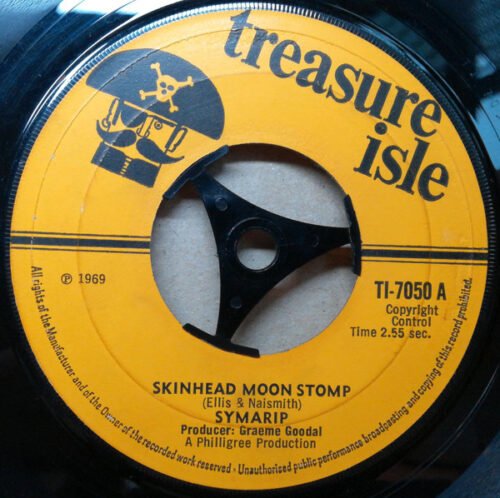 treasure
isle
℗ 1969
TI-7050 A
Copyright
Control
Time 2.55 sec.
SKINHEAD MOON STOMP
(Ellis & Naismith)
SYMARIP
Producer: Graeme Goodal
A Philligree Production
All rights of the Manufacturer and of the Owner of the recorded work reserved - Unauthorised public performance broadcasting and copying of this record prohibited.